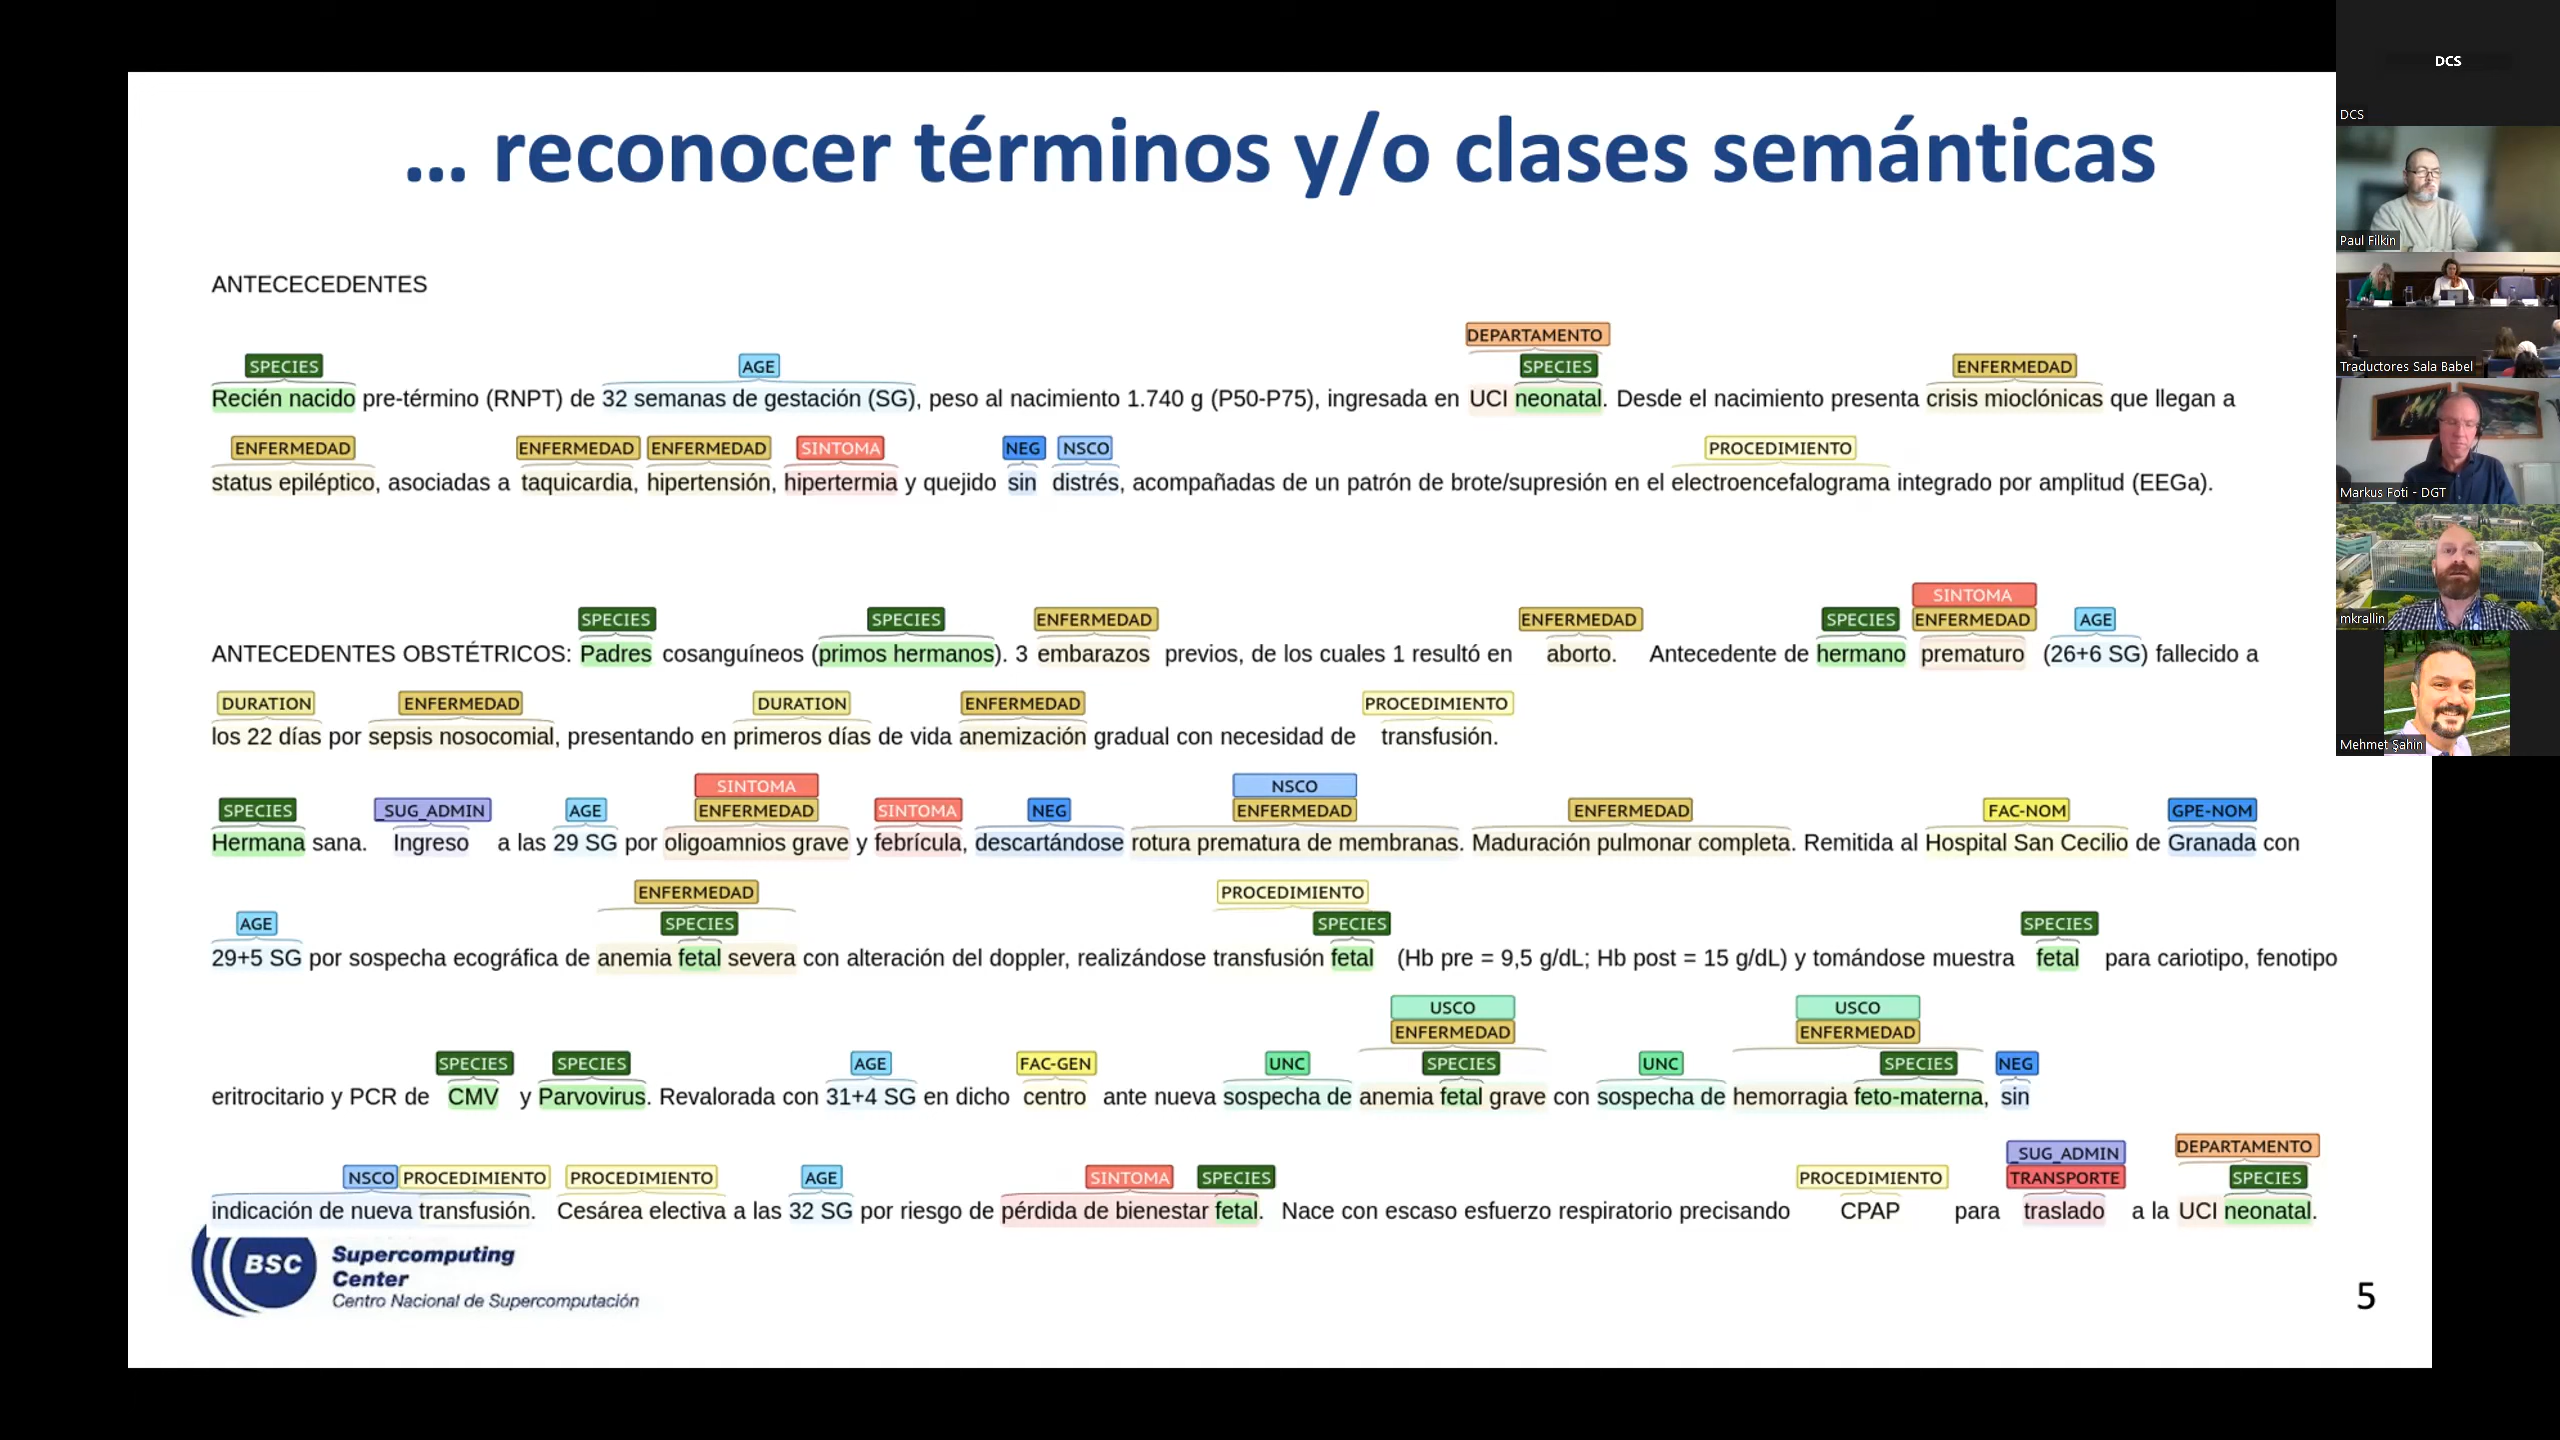 ... reconocer términos y/o clases semánticas
ANTECECEDENTES
DEPARTAMENTO
SPECIES AGE SPECIES ENFERMEDAD
Recién nacido pre-término (RNPT) de 32 semanas de gestación (SG), peso al nacimiento 1.740 g (P50-P75), ingresada en UCI neonatal. Desde el nacimiento presenta crisis mioclónicas que llegan a
ENFERMEDAD ENFERMEDAD ENFERMEDAD SINTOMA NEG NSCO PROCEDIMIENTO
status epiléptico, asociadas a taquicardia, hipertensión, hipertermia y quejido sin distrés, acompañadas de un patrón de brote/supresión en el electroencefalograma integrado por amplitud (EEGa).
SINTOMA
SPECIES SPECIES ENFERMEDAD ENFERMEDAD SPECIES ENFERMEDAD AGE
ANTECEDENTES OBSTÉTRICOS: Padres cosanguíneos (primos hermanos). 3 embarazos previos, de los cuales 1 resultó en aborto. Antecedente de hermano prematuro (26+6 SG) fallecido a
DURATION ENFERMEDAD DURATION ENFERMEDAD PROCEDIMIENTO
los 22 días por sepsis nosocomial, presentando en primeros días de vida anemización gradual con necesidad de transfusión.
SINTOMA NSCO
SPECIES _SUG_ADMIN AGE ENFERMEDAD SINTOMA NEG ENFERMEDAD ENFERMEDAD FAC-NOM GPE-NOM
Hermana sana. Ingreso a las 29 SG por oligoamnios grave y febrícula, descartándose rotura prematura de membranas. Maduración pulmonar completa. Remitida al Hospital San Cecilio de Granada con
ENFERMEDAD PROCEDIMIENTO
AGE SPECIES SPECIES SPECIES
29+5 SG por sospecha ecográfica de anemia fetal severa con alteración del doppler, realizándose transfusión fetal (Hb pre = 9,5 g/dL; Hb post = 15 g/dL) y tomándose muestra fetal para cariotipo, fenotipo
USCO USCO
ENFERMEDAD ENFERMEDAD
SPECIES SPECIES AGE FAC-GEN UNC SPECIES UNC SPECIES NEG
eritrocitario y PCR de CMV y Parvovirus. Revalorada con 31+4 SG en dicho centro ante nueva sospecha de anemia fetal grave con sospecha de hemorragia feto-materna, sin
_SUG_ADMIN DEPARTAMENTO
NSCO PROCEDIMIENTO PROCEDIMIENTO AGE SINTOMA SPECIES PROCEDIMIENTO TRANSPORTE SPECIES
indicación de nueva transfusión. Cesárea electiva a las 32 SG por riesgo de pérdida de bienestar fetal. Nace con escaso esfuerzo respiratorio precisando CPAP para traslado a la UCI neonatal.
BSC
Supercomputing
Center
Centro Nacional de Supercomputación
5
DCS
DCS
Paul Filkin
Traductores Sala Babel
Markus Foti - DGT
mkrallin
Mehmet Şahin